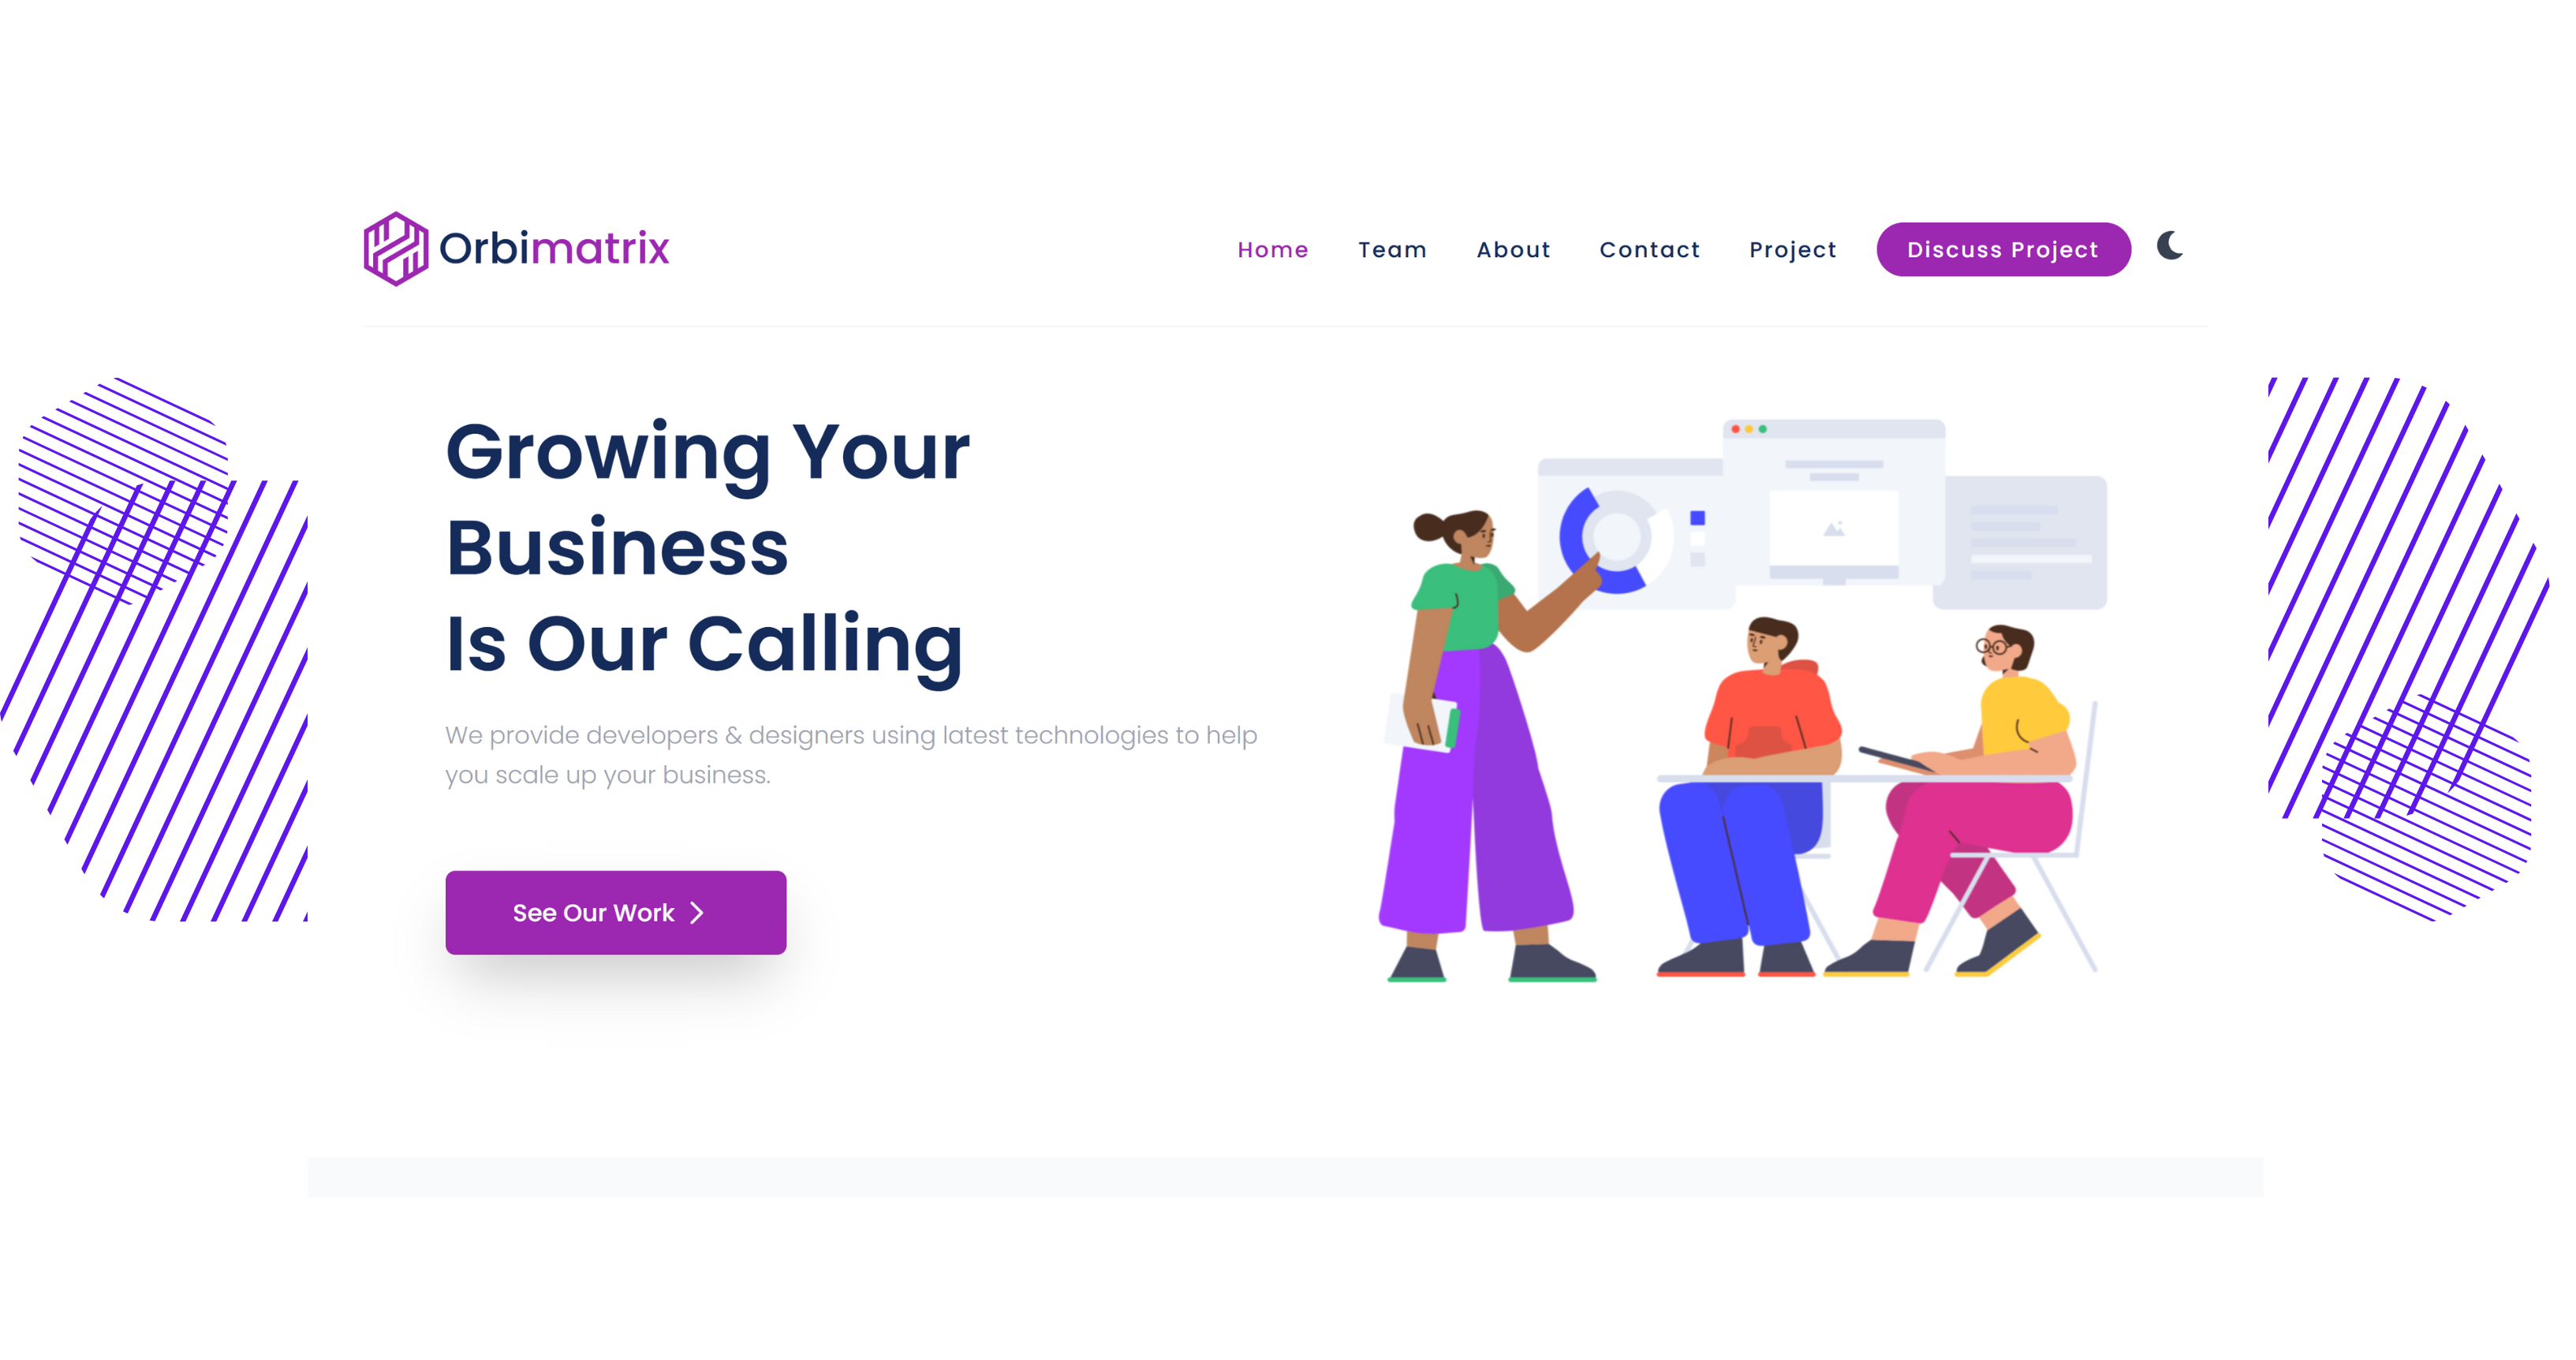 Orbimatrix
Home Team About Contact Project Discuss Project
Growing Your
Business
Is Our Calling
We provide developers & designers using latest technologies to help
you scale up your business.
See Our Work